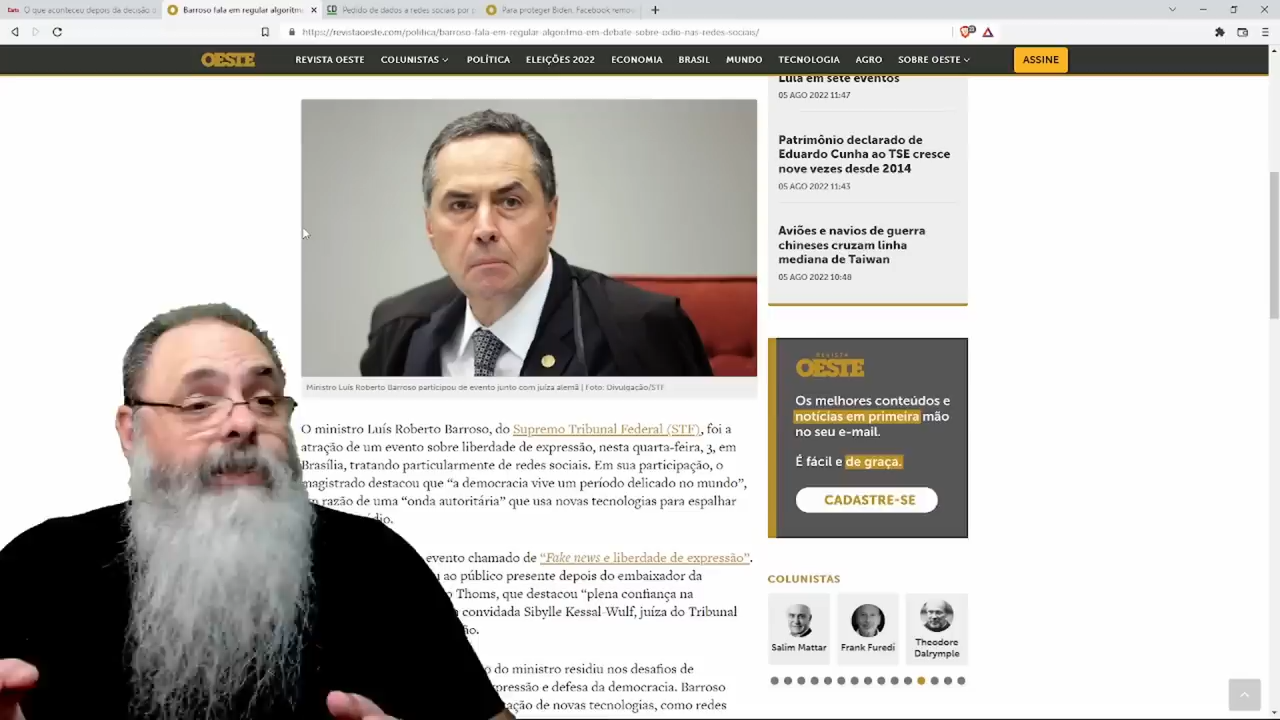 O que aconteceu depois da decisão o
Barroso fala em regular algoritmo
Pedido de dados a redes sociais por
Para proteger Biden, Facebook remov
https://revistaoeste.com/politica/barroso-fala-em-regular-algoritmo-em-debate-sobre-odio-nas-redes-sociais/
OESTE
REVISTA OESTE
COLUNISTAS
POLÍTICA
ELEIÇÕES 2022
ECONOMIA
BRASIL
MUNDO
TECNOLOGIA
AGRO
SOBRE OESTE
ASSINE
Ministro Luís Roberto Barroso participou de evento junto com juíza alemã | Foto: Divulgação/STF
O ministro Luís Roberto Barroso, do Supremo Tribunal Federal (STF), foi a
atração de um evento sobre liberdade de expressão, nesta quarta-feira, 3, em
Brasília, tratando particularmente de redes sociais. Em sua participação, o
magistrado destacou que “a democracia vive um período delicado no mundo”,
em razão de uma “onda autoritária” que usa novas tecnologias para espalhar
ódio.
evento chamado de “Fake news e liberdade de expressão”.
ao público presente depois do embaixador da
Thoms, que destacou “plena confiança na
convidada Sibylle Kessal-Wulf, juíza do Tribunal
do ministro residiu nos desafios de
expressão e defesa da democracia. Barroso
de novas tecnologias, como redes
Lula em sete eventos
05 AGO 2022 11:47
Patrimônio declarado de
Eduardo Cunha ao TSE cresce
nove vezes desde 2014
05 AGO 2022 11:43
Aviões e navios de guerra
chineses cruzam linha
mediana de Taiwan
05 AGO 2022 10:48
REVISTA
OESTE
Os melhores conteúdos e
notícias em primeira mão
no seu e-mail.
É fácil e de graça.
CADASTRE-SE
COLUNISTAS
Salim Mattar
Frank Furedi
Theodore
Dalrymple